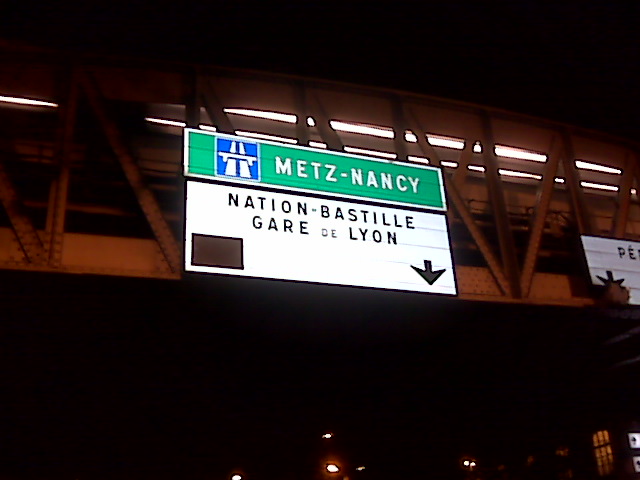 METZ-NANCY
NATION-BASTILLE
GARE DE LYON